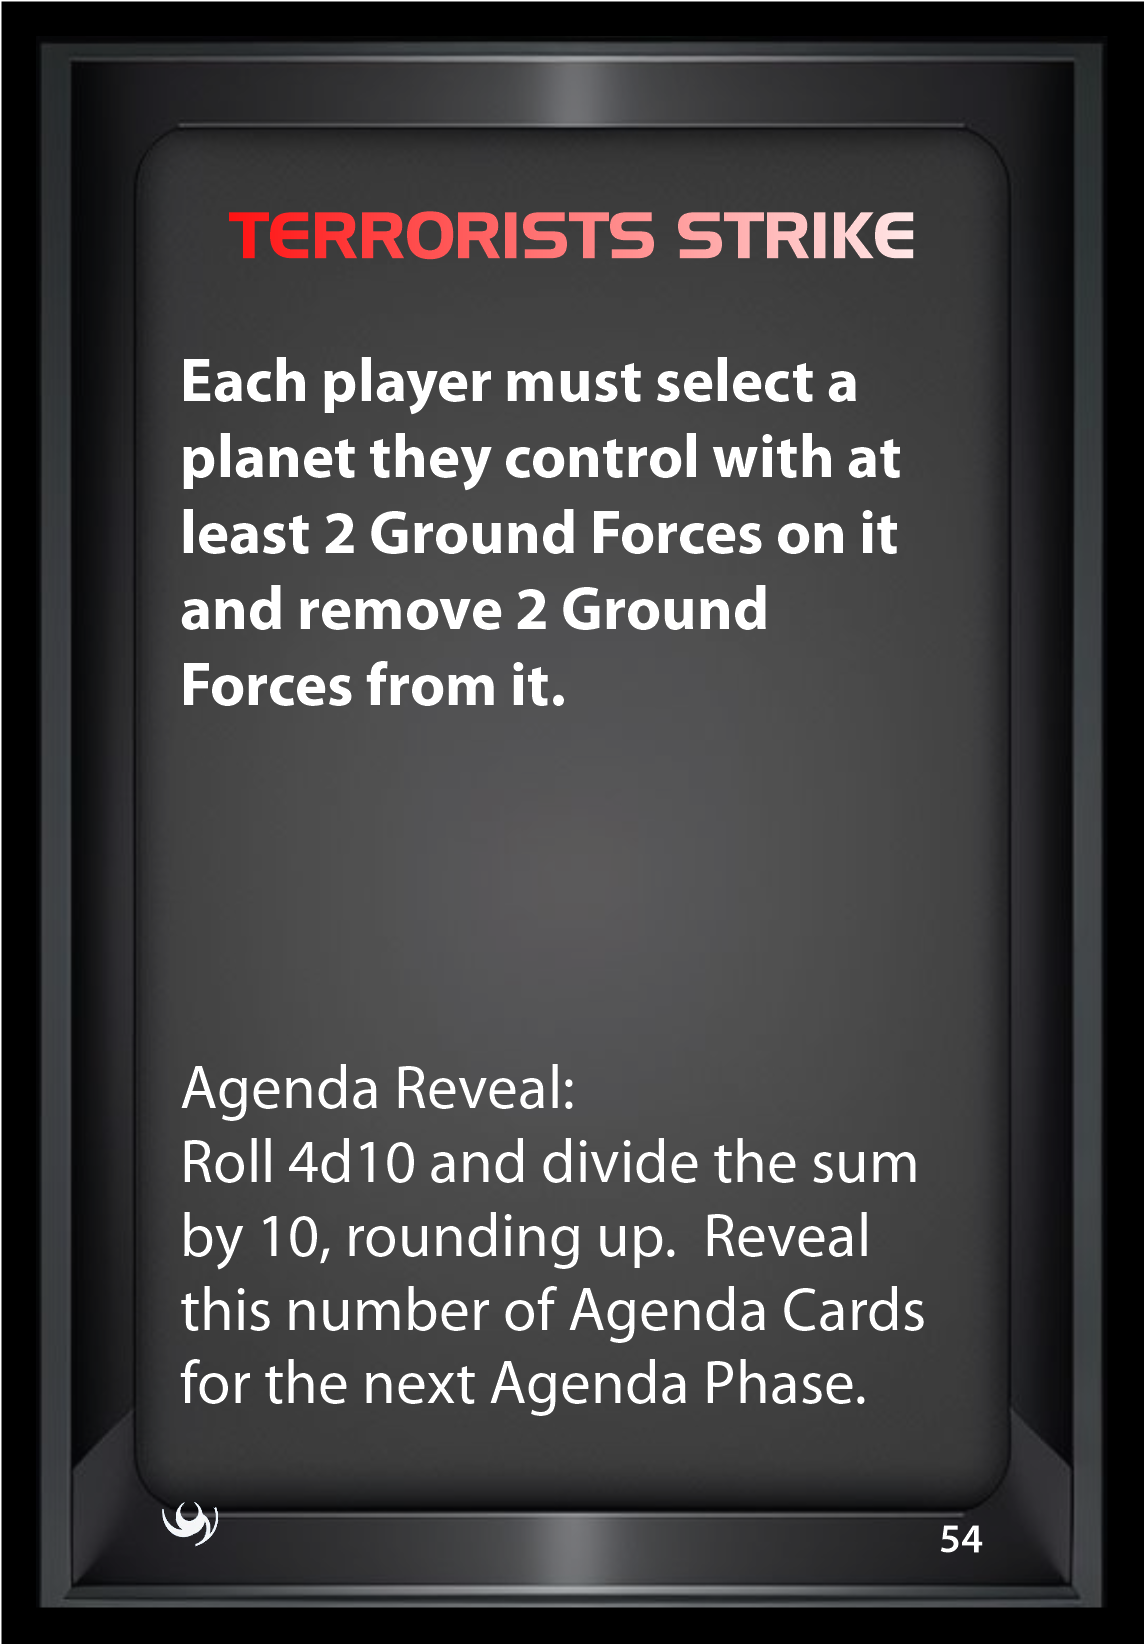 TERRORISTS STRIKE
Each player must select a
planet they control with at
least 2 Ground Forces on it
and remove 2 Ground
Forces from it.
Agenda Reveal:
Roll 4d10 and divide the sum
by 10, rounding up.  Reveal
this number of Agenda Cards
for the next Agenda Phase.
54